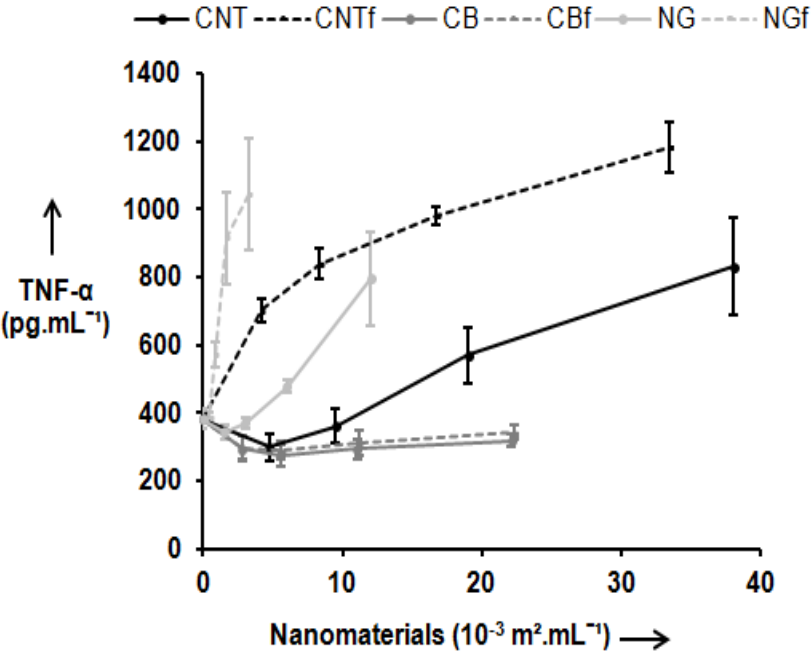 CNT CNTf CB CBf NG NGf
1400
1200
1000
800
600
400
200
0
TNF-α
(pg.mL⁻¹)
0 10 20 30 40
Nanomaterials (10⁻³ m².mL⁻¹)